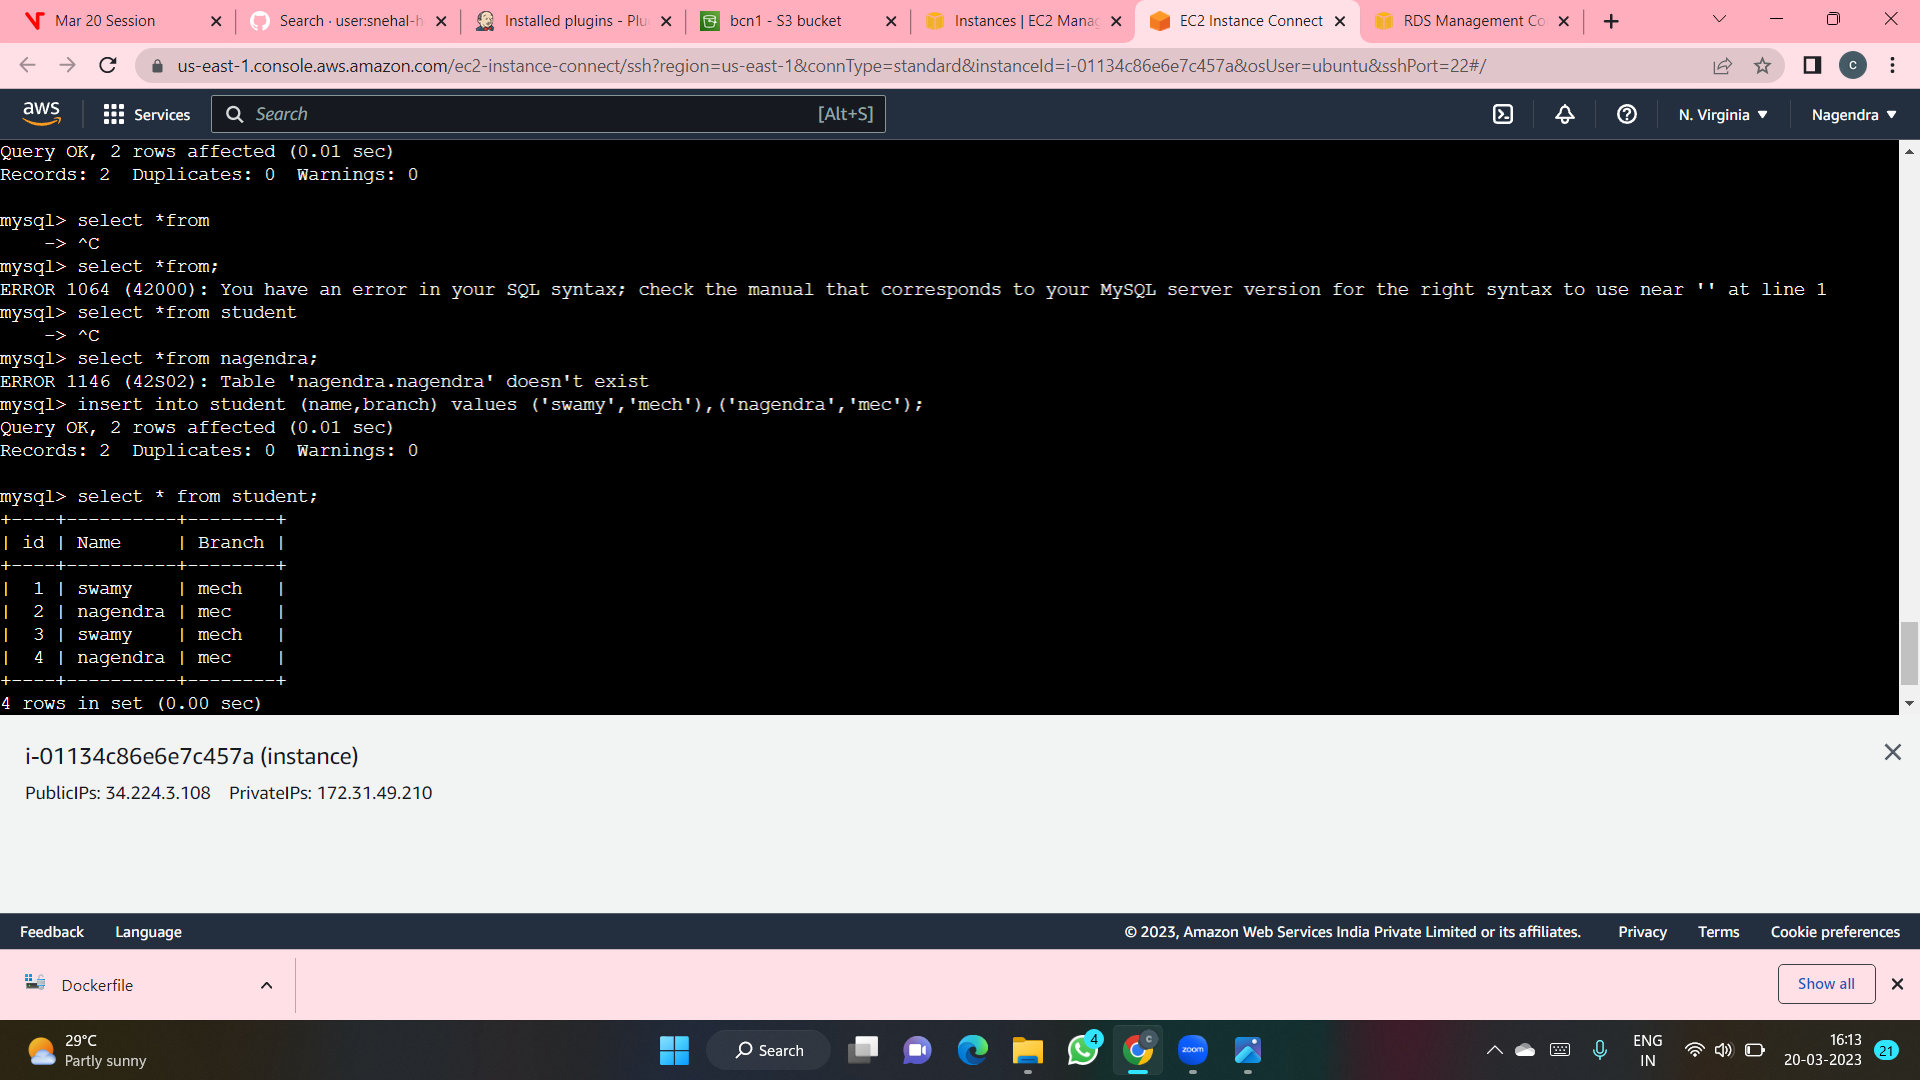 Mar 20 Session
Search · user:snehal-h
Installed plugins - Plu
bcn1 - S3 bucket
Instances | EC2 Manag
EC2 Instance Connect
RDS Management Co
us-east-1.console.aws.amazon.com/ec2-instance-connect/ssh?region=us-east-1&connType=standard&instanceId=i-01134c86e6e7c457a&osUser=ubuntu&sshPort=22#/
C
aws
Services
Search
[Alt+S]
N. Virginia
Nagendra
Query OK, 2 rows affected (0.01 sec)
Records: 2  Duplicates: 0  Warnings: 0
mysql> select *from
    -> ^C
mysql> select *from;
ERROR 1064 (42000): You have an error in your SQL syntax; check the manual that corresponds to your MySQL server version for the right syntax to use near '' at line 1
mysql> select *from student
    -> ^C
mysql> select *from nagendra;
ERROR 1146 (42S02): Table 'nagendra.nagendra' doesn't exist
mysql> insert into student (name,branch) values ('swamy','mech'),('nagendra','mec');
Query OK, 2 rows affected (0.01 sec)
Records: 2  Duplicates: 0  Warnings: 0
mysql> select * from student;
+----+----------+--------+
| id | Name     | Branch |
+----+----------+--------+
|  1 | swamy    | mech   |
|  2 | nagendra | mec    |
|  3 | swamy    | mech   |
|  4 | nagendra | mec    |
+----+----------+--------+
4 rows in set (0.00 sec)
i-01134c86e6e7c457a (instance)
PublicIPs: 34.224.3.108    PrivateIPs: 172.31.49.210
Feedback
Language
© 2023, Amazon Web Services India Private Limited or its affiliates.
Privacy
Terms
Cookie preferences
Dockerfile
Show all
29°C
Partly sunny
Search
4
C
zoom
ENG
IN
16:13
20-03-2023
21